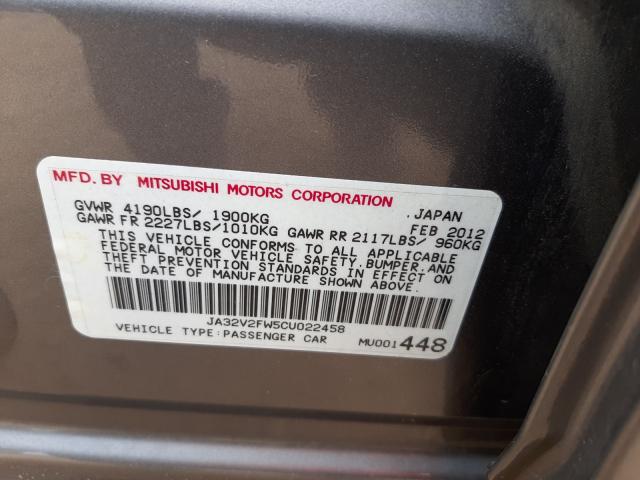 MFD.BY MITSUBISHI MOTORS CORPORATION
GVWR 4190LBS/ 1900KG JAPAN
GAWR FR 2227LBS/1010KG GAWR RR 2117LBS/ 960KG FEB 2012
THIS VEHICLE CONFORMS TO ALL APPLICABLE
FEDERAL MOTOR VEHICLE SAFETY.BUMPER.AND
THEFT PREVENTION STANDARDS IN EFFECT ON
THE DATE OF MANUFACTURE SHOWN ABOVE.
JA32V2FW5CU022458
VEHICLE TYPE:PASSENGER CAR MU001448